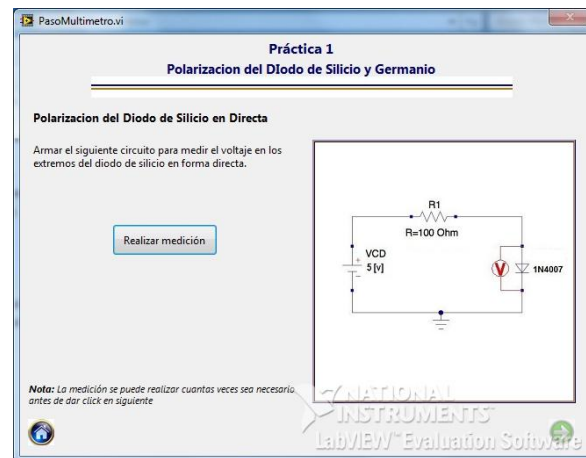 PasoMultimetro.vi
Práctica 1
Polarizacion del DIodo de Silicio y Germanio
Polarizacion del Diodo de Silicio en Directa
Armar el siguiente circuito para medir el voltaje en los
extremos del diodo de silicio en forma directa.
Realizar medición
R1
R=100 Ohm
VCD
5 [v]
+
V
1N4007
Nota: La medición se puede realizar cuantas veces sea necesario
antes de dar click en siguiente
NATIONAL
INSTRUMENTS
LabVIEW Evaluation Software